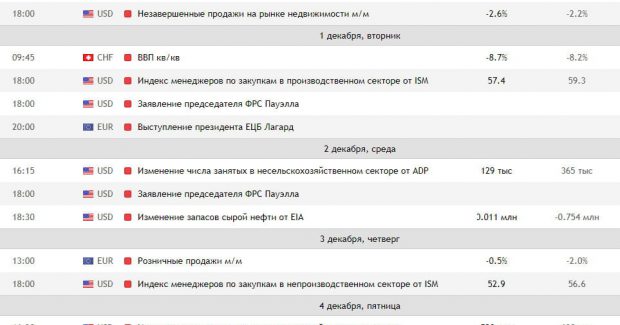 18:00 USD Незавершенные продажи на рынке недвижимости м/м -2.6% -2.2%
1 декабря, вторник
09:45 CHF ВВП кв/кв -8.7% -8.2%
18:00 USD Индекс менеджеров по закупкам в производственном секторе от ISM 57.4 59.3
18:00 USD Заявление председателя ФРС Пауэлла
20:00 EUR Выступление президента ЕЦБ Лагард
2 декабря, среда
16:15 USD Изменение числа занятых в несельскохозяйственном секторе от ADP 129 тыс 365 тыс
18:00 USD Заявление председателя ФРС Пауэлла
18:30 USD Изменение запасов сырой нефти от EIA 0.011 млн -0.754 млн
3 декабря, четверг
13:00 EUR Розничные продажи м/м -0.5% -2.0%
18:00 USD Индекс менеджеров по закупкам в непроизводственном секторе от ISM 52.9 56.6
4 декабря, пятница